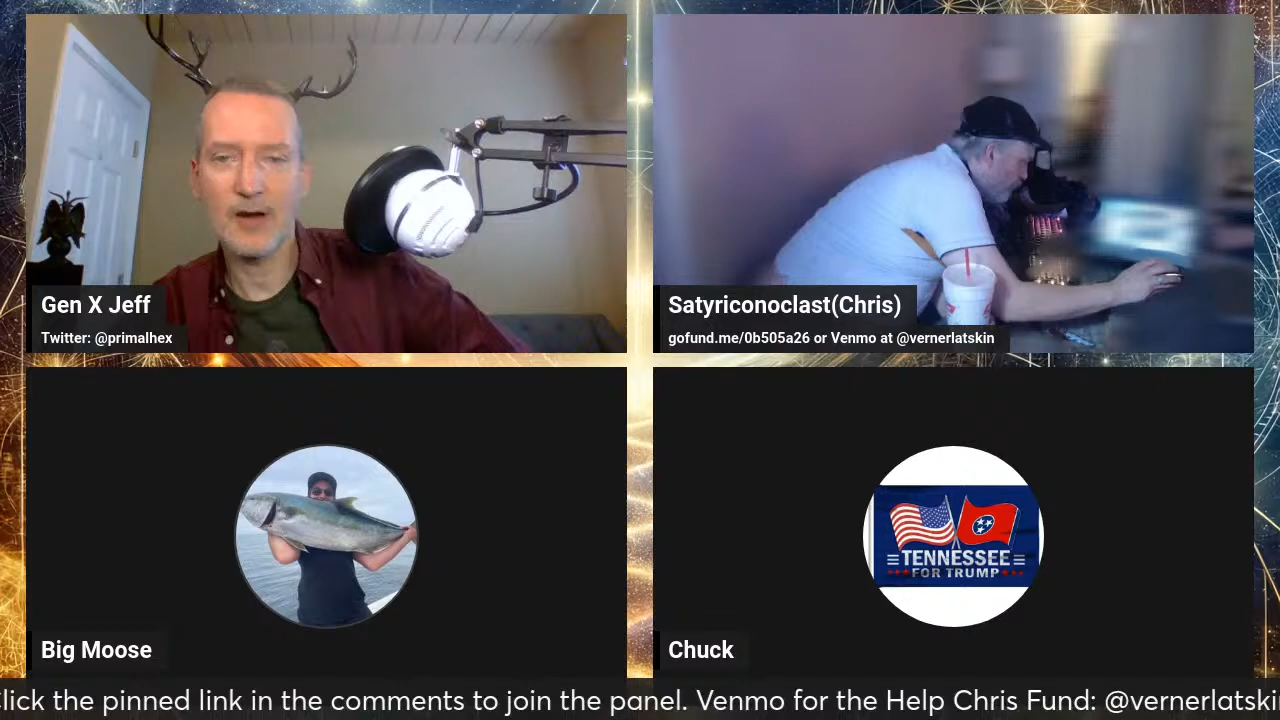 Gen X Jeff
Twitter: @primalhex
Satyriconoclast(Chris)
gofund.me/0b505a26 or Venmo at @vernerlatskin
TENNESSEE
FOR TRUMP
Big Moose
Chuck
lick the pinned link in the comments to join the panel. Venmo for the Help Chris Fund: @vernerlatski